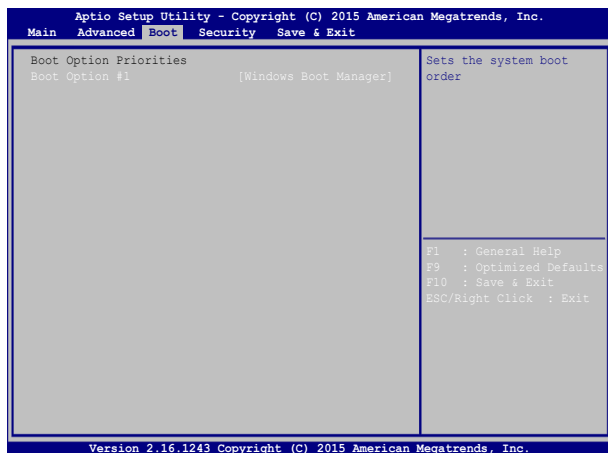 Aptio Setup Utility - Copyright (C) 2015 American Megatrends, Inc.
Main Advanced Boot Security Save & Exit
Boot Option Priorities
Boot Option #1 [Windows Boot Manager]
Sets the system boot
order
F1 : General Help
F9 : Optimized Defaults
F10 : Save & Exit
ESC/Right Click : Exit
Version 2.16.1243 Copyright (C) 2015 American Megatrends, Inc.